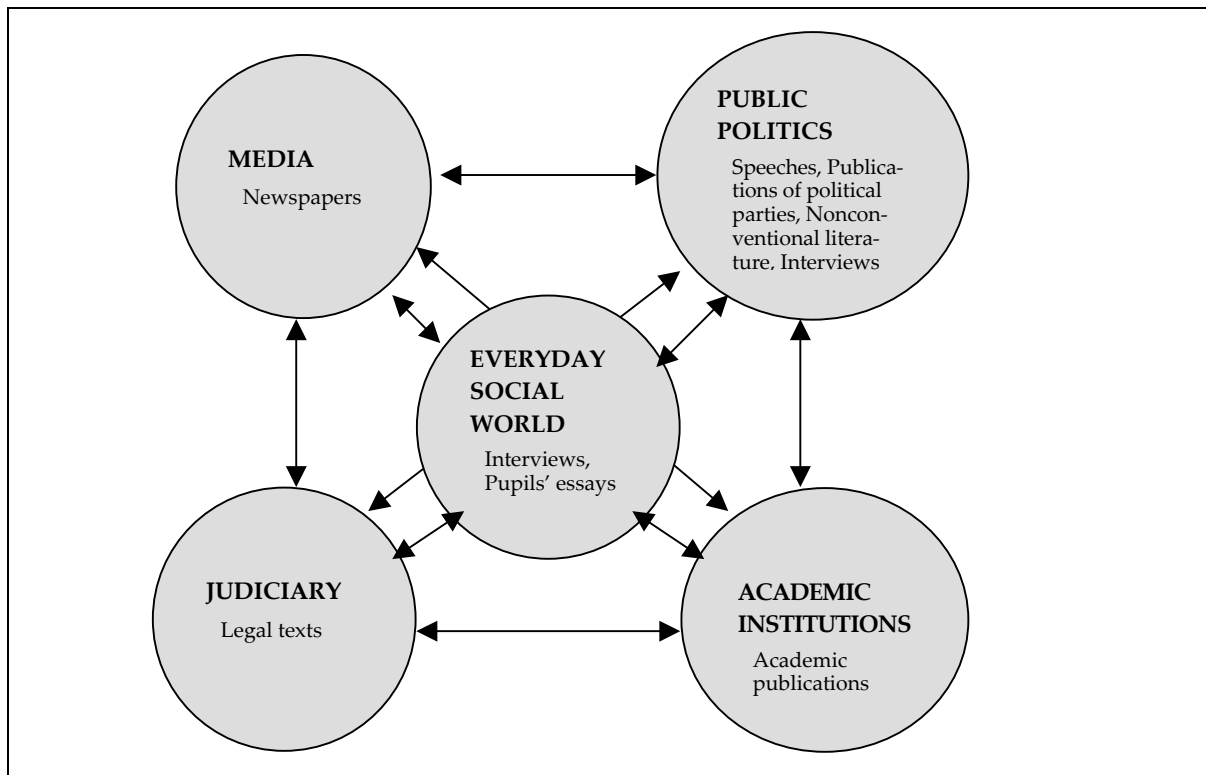 MEDIA
Newspapers
PUBLIC
POLITICS
Speeches, Publica-
tions of political
parties, Noncon-
ventional litera-
ture, Interviews
EVERYDAY
SOCIAL
WORLD
Interviews,
Pupils’ essays
JUDICIARY
Legal texts
ACADEMIC
INSTITUTIONS
Academic
publications